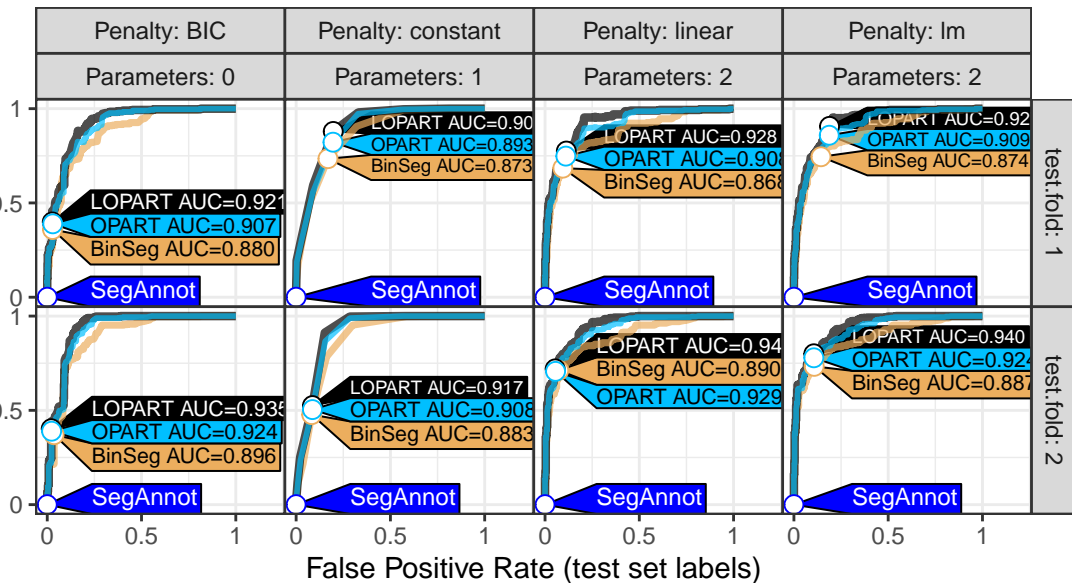 Penalty: BIC Penalty: constant Penalty: linear Penalty: lm
Parameters: 0 Parameters: 1 Parameters: 2 Parameters: 2
1
0.5
0
LOPART AUC=0.921
OPART AUC=0.907
BinSeg AUC=0.880
SegAnnot
LOPART AUC=0.90
OPART AUC=0.893
BinSeg AUC=0.873
SegAnnot
LOPART AUC=0.928
OPART AUC=0.908
BinSeg AUC=0.868
SegAnnot
LOPART AUC=0.92
OPART AUC=0.909
BinSeg AUC=0.874
SegAnnot
test.fold: 1
1
0.5
0
LOPART AUC=0.935
OPART AUC=0.924
BinSeg AUC=0.896
SegAnnot
LOPART AUC=0.917
OPART AUC=0.908
BinSeg AUC=0.883
SegAnnot
LOPART AUC=0.94
BinSeg AUC=0.890
OPART AUC=0.929
SegAnnot
LOPART AUC=0.940
OPART AUC=0.924
BinSeg AUC=0.887
SegAnnot
test.fold: 2
0 0.5 1 0 0.5 1 0 0.5 1 0 0.5 1
False Positive Rate (test set labels)